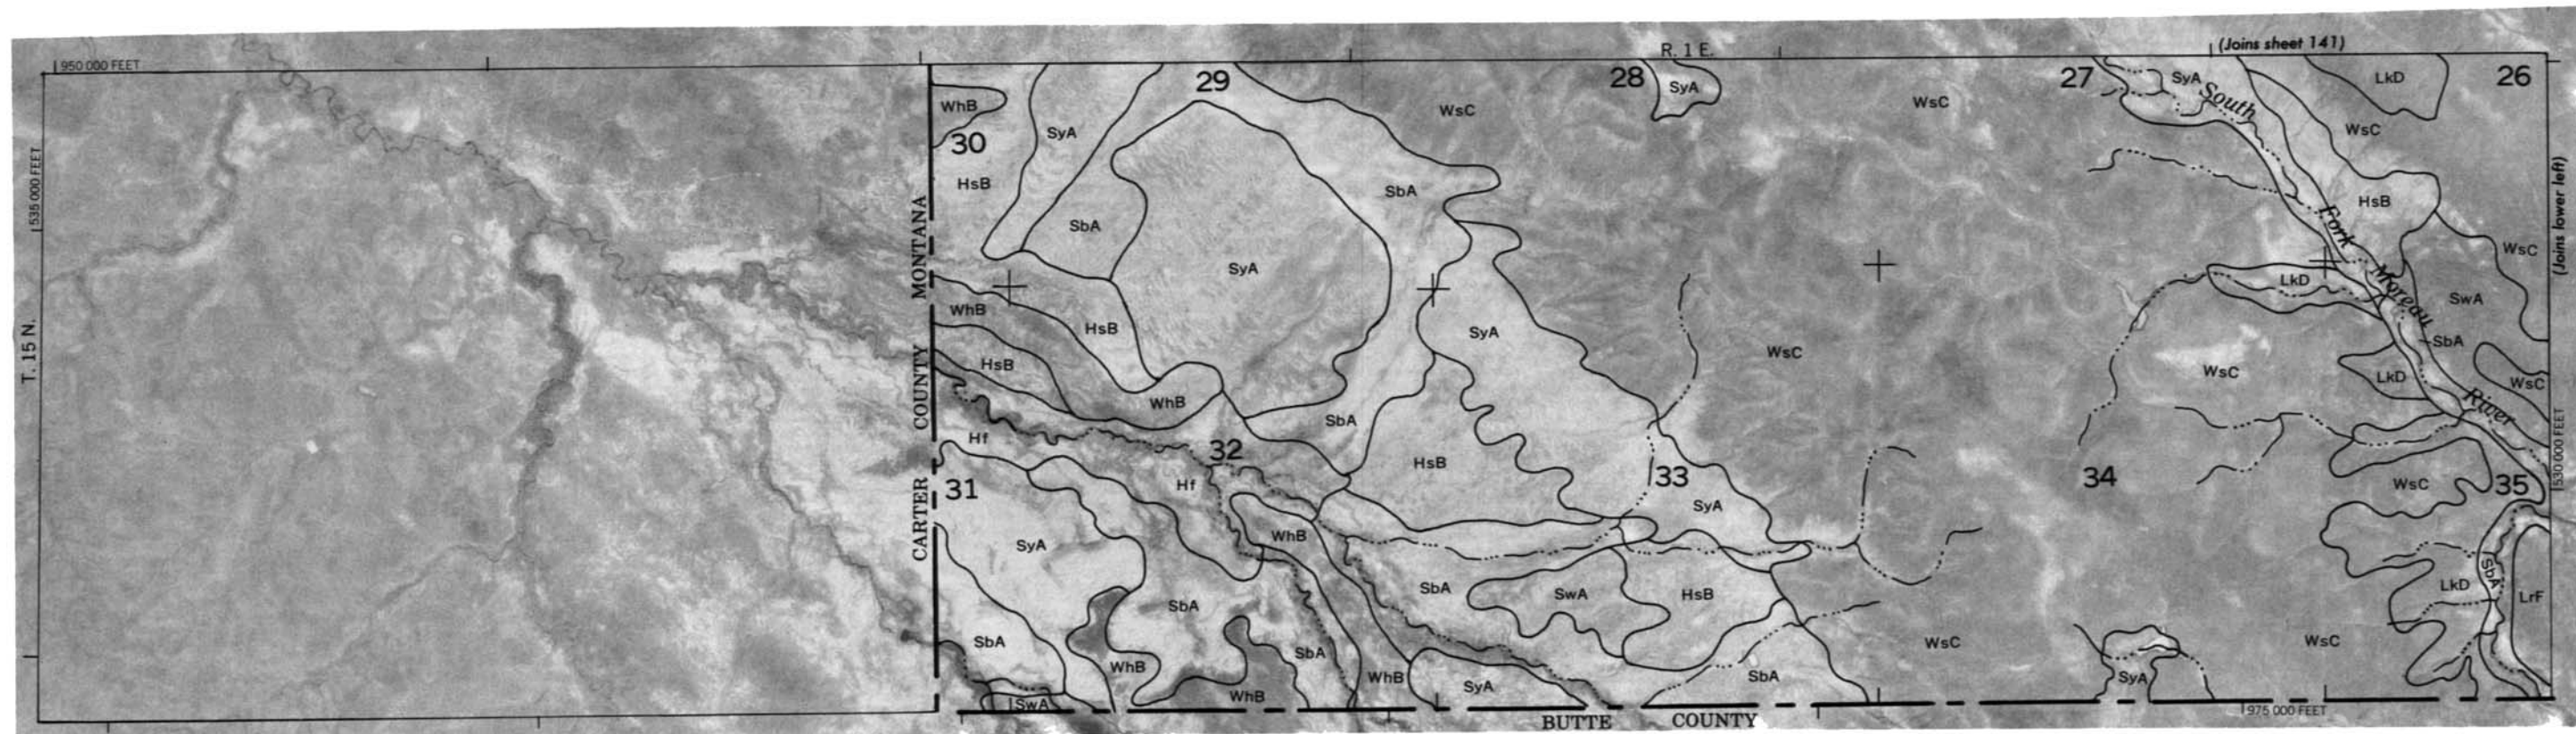 R. 1 E.
(Joins sheet 141)
950 000 FEET
29
28
27
26
SyA
SyA
LkD
WhB
WsC
WsC
South
30
SyA
WsC
HsB
SbA
HsB
535 000 FEET
SbA
Fork
(Joins lower left)
MONTANA
SyA
WsC
LkD
Moreau
SwA
WhB
HsB
SyA
T. 15 N.
COUNTY
HsB
WsC
WsC
SbA
LkD
WsC
WhB
SbA
River
Hf
32
HsB
530 000 FEET
CARTER
31
Hf
33
34
WsC
35
SyA
SyA
WhB
SbA
SbA
SwA
HsB
LkD
SbA
LrF
SbA
SbA
WsC
WsC
WhB
WhB
SyA
SbA
SyA
WhB
SwA
975 000 FEET
BUTTE COUNTY